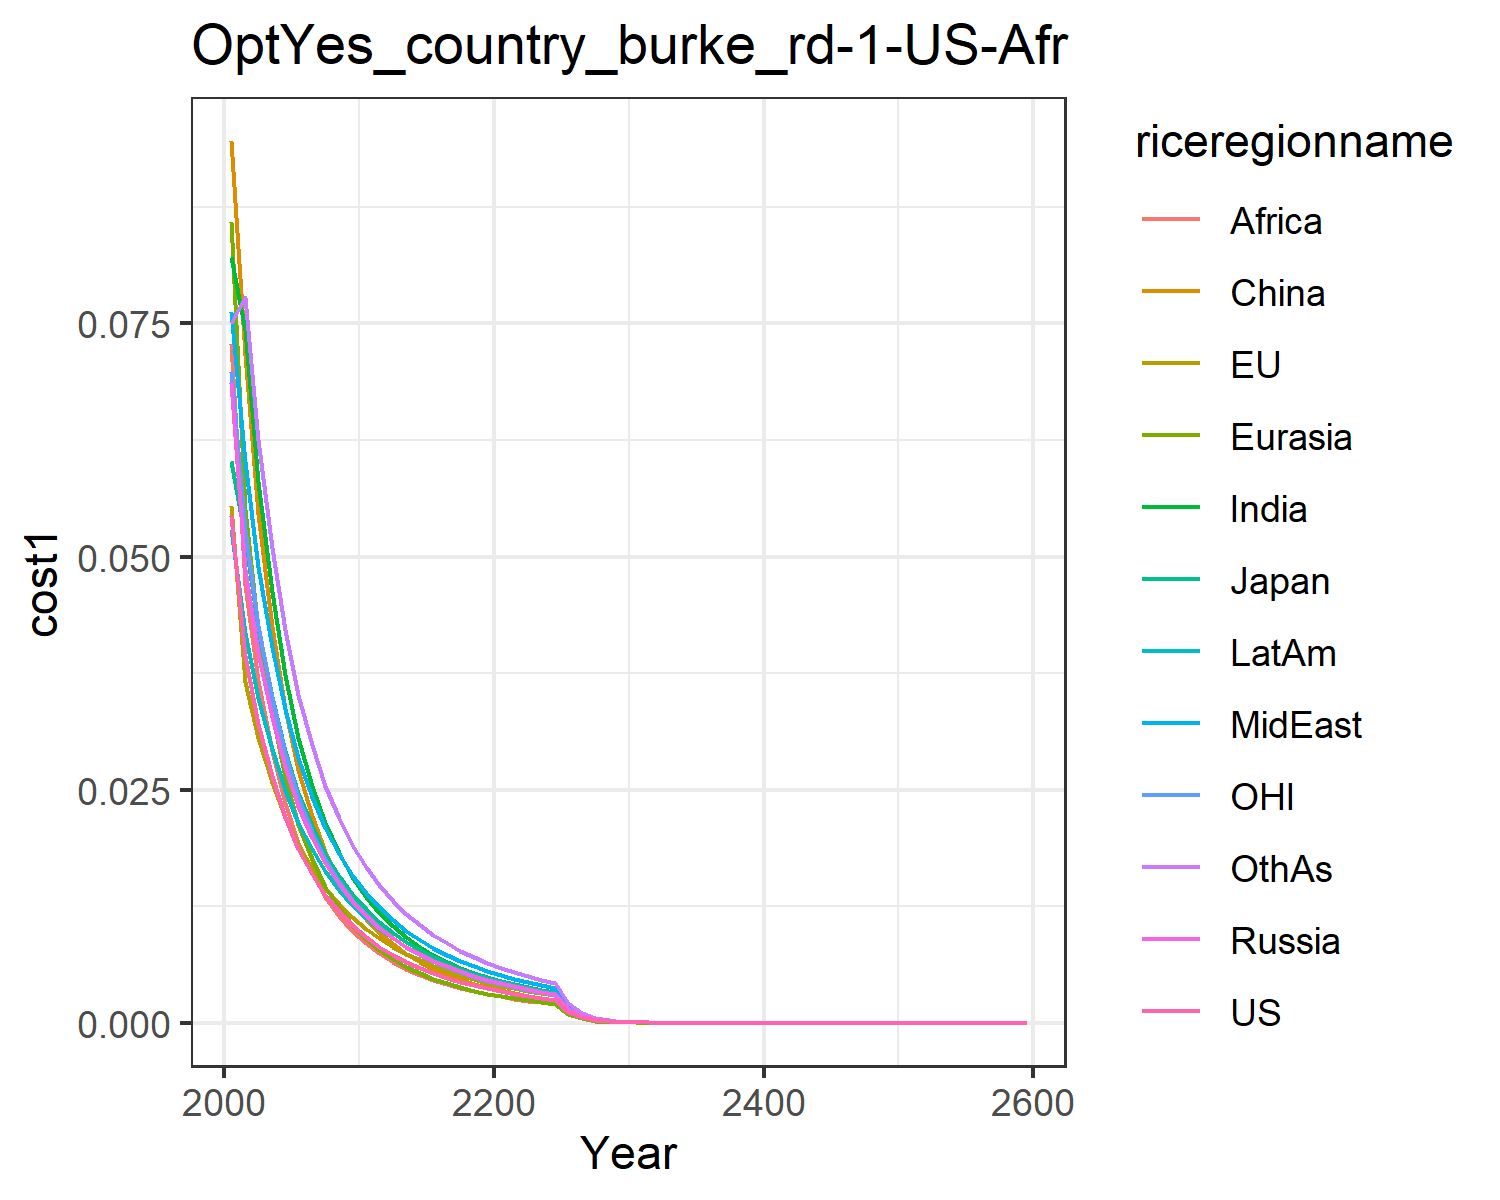 OptYes_country_burke_rd-1-US-Afr
riceregionname
Africa
China
EU
Eurasia
India
Japan
LatAm
MidEast
OHI
OthAs
Russia
US
cost1
0.075
0.050
0.025
0.000
2000
2200
2400
2600
Year